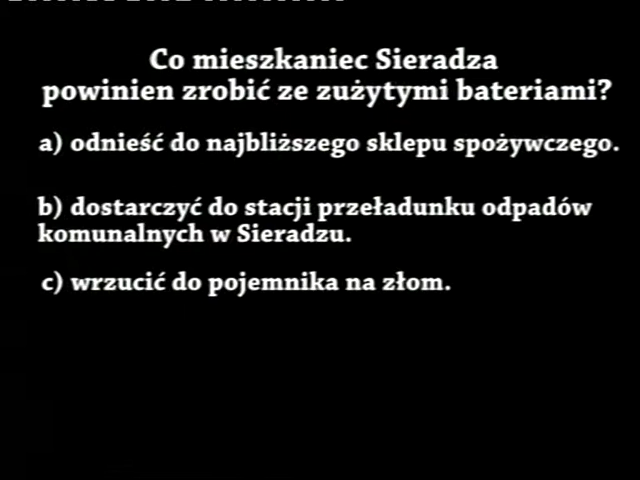 Co mieszkaniec Sieradza
powinien zrobić ze zużytymi bateriami?
a) odnieść do najbliższego sklepu spożywczego.
b) dostarczyć do stacji przeładunku odpadów
komunalnych w Sieradzu.
c) wrzucić do pojemnika na złom.